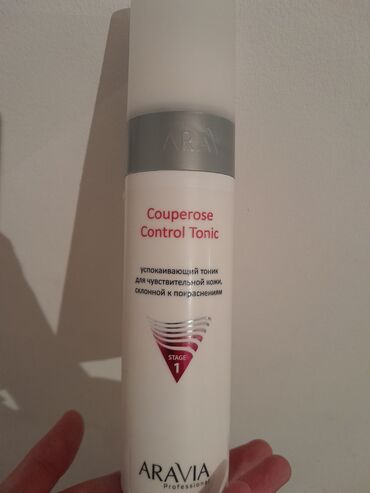 ARAVIA
Couperose
Control Tonic
успокаивающий тоник
для чувствительной кожи,
склонной к покраснениям
STAGE
1
ARAVIA
Professional